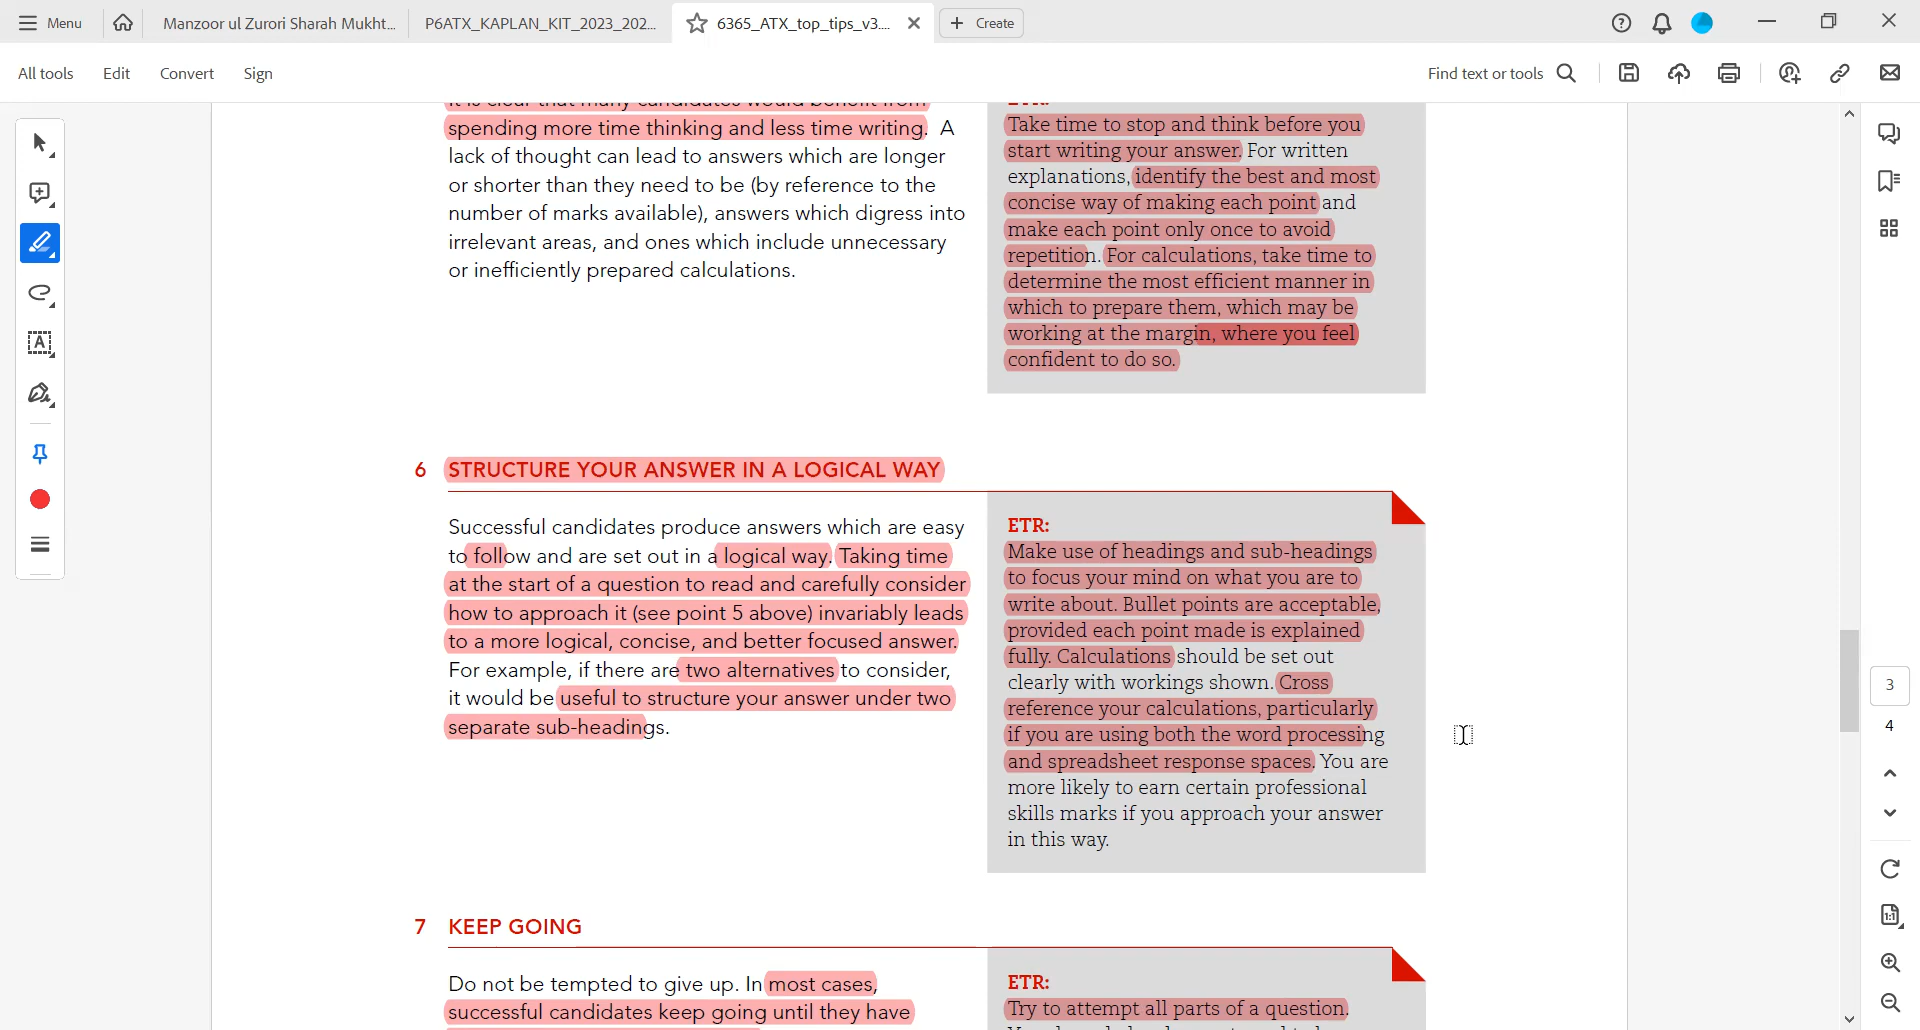 Menu
Manzoor ul Zurori Sharah Mukht...
P6ATX_KAPLAN_KIT_2023_202...
6365_ATX_top_tips_v3....
Create
All tools
Edit
Convert
Sign
Find text or tools
It is clear that many candidates would benefit from
spending more time thinking and less time writing. A
lack of thought can lead to answers which are longer
or shorter than they need to be (by reference to the
number of marks available), answers which digress into
irrelevant areas, and ones which include unnecessary
or inefficiently prepared calculations.
ETR:
Take time to stop and think before you
start writing your answer. For written
explanations, identify the best and most
concise way of making each point and
make each point only once to avoid
repetition. For calculations, take time to
determine the most efficient manner in
which to prepare them, which may be
working at the margin, where you feel
confident to do so.
6 STRUCTURE YOUR ANSWER IN A LOGICAL WAY
Successful candidates produce answers which are easy
to follow and are set out in a logical way. Taking time
at the start of a question to read and carefully consider
how to approach it (see point 5 above) invariably leads
to a more logical, concise, and better focused answer.
For example, if there are two alternatives to consider,
it would be useful to structure your answer under two
separate sub-headings.
ETR:
Make use of headings and sub-headings
to focus your mind on what you are to
write about. Bullet points are acceptable,
provided each point made is explained
fully. Calculations should be set out
clearly with workings shown. Cross
reference your calculations, particularly
if you are using both the word processing
and spreadsheet response spaces. You are
more likely to earn certain professional
skills marks if you approach your answer
in this way.
7 KEEP GOING
Do not be tempted to give up. In most cases,
successful candidates keep going until they have
ETR:
Try to attempt all parts of a question.
3
4